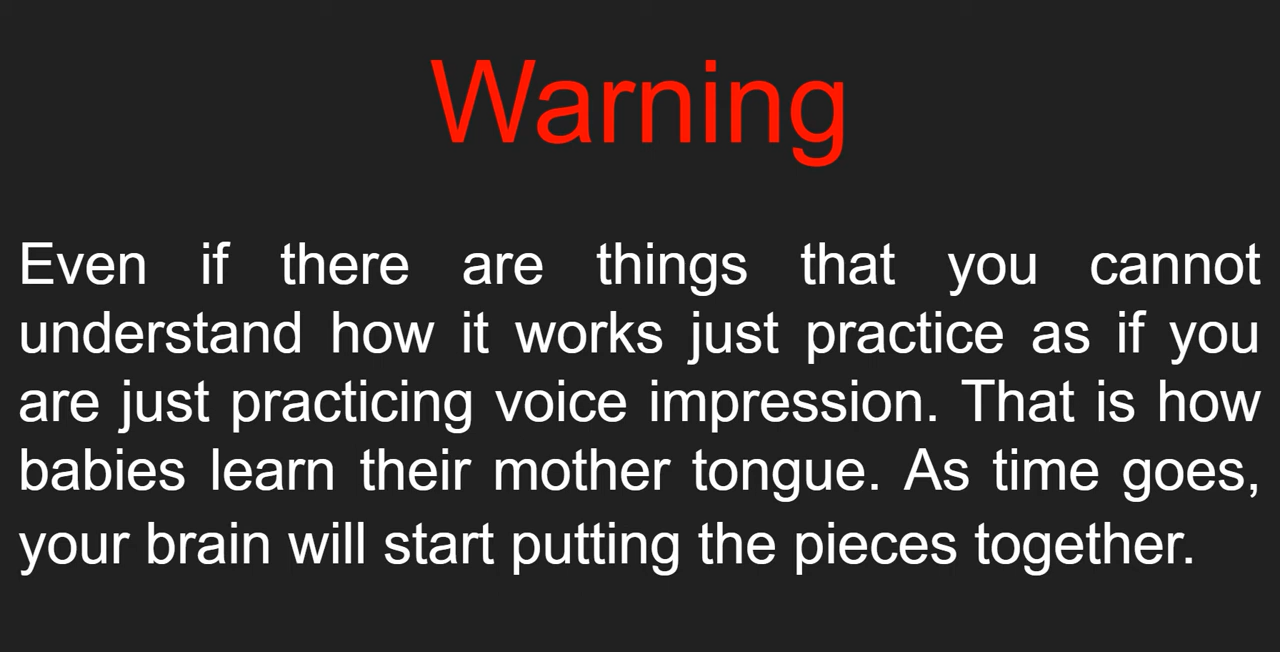 Warning
Even if there are things that you cannot
understand how it works just practice as if you
are just practicing voice impression. That is how
babies learn their mother tongue. As time goes,
your brain will start putting the pieces together.